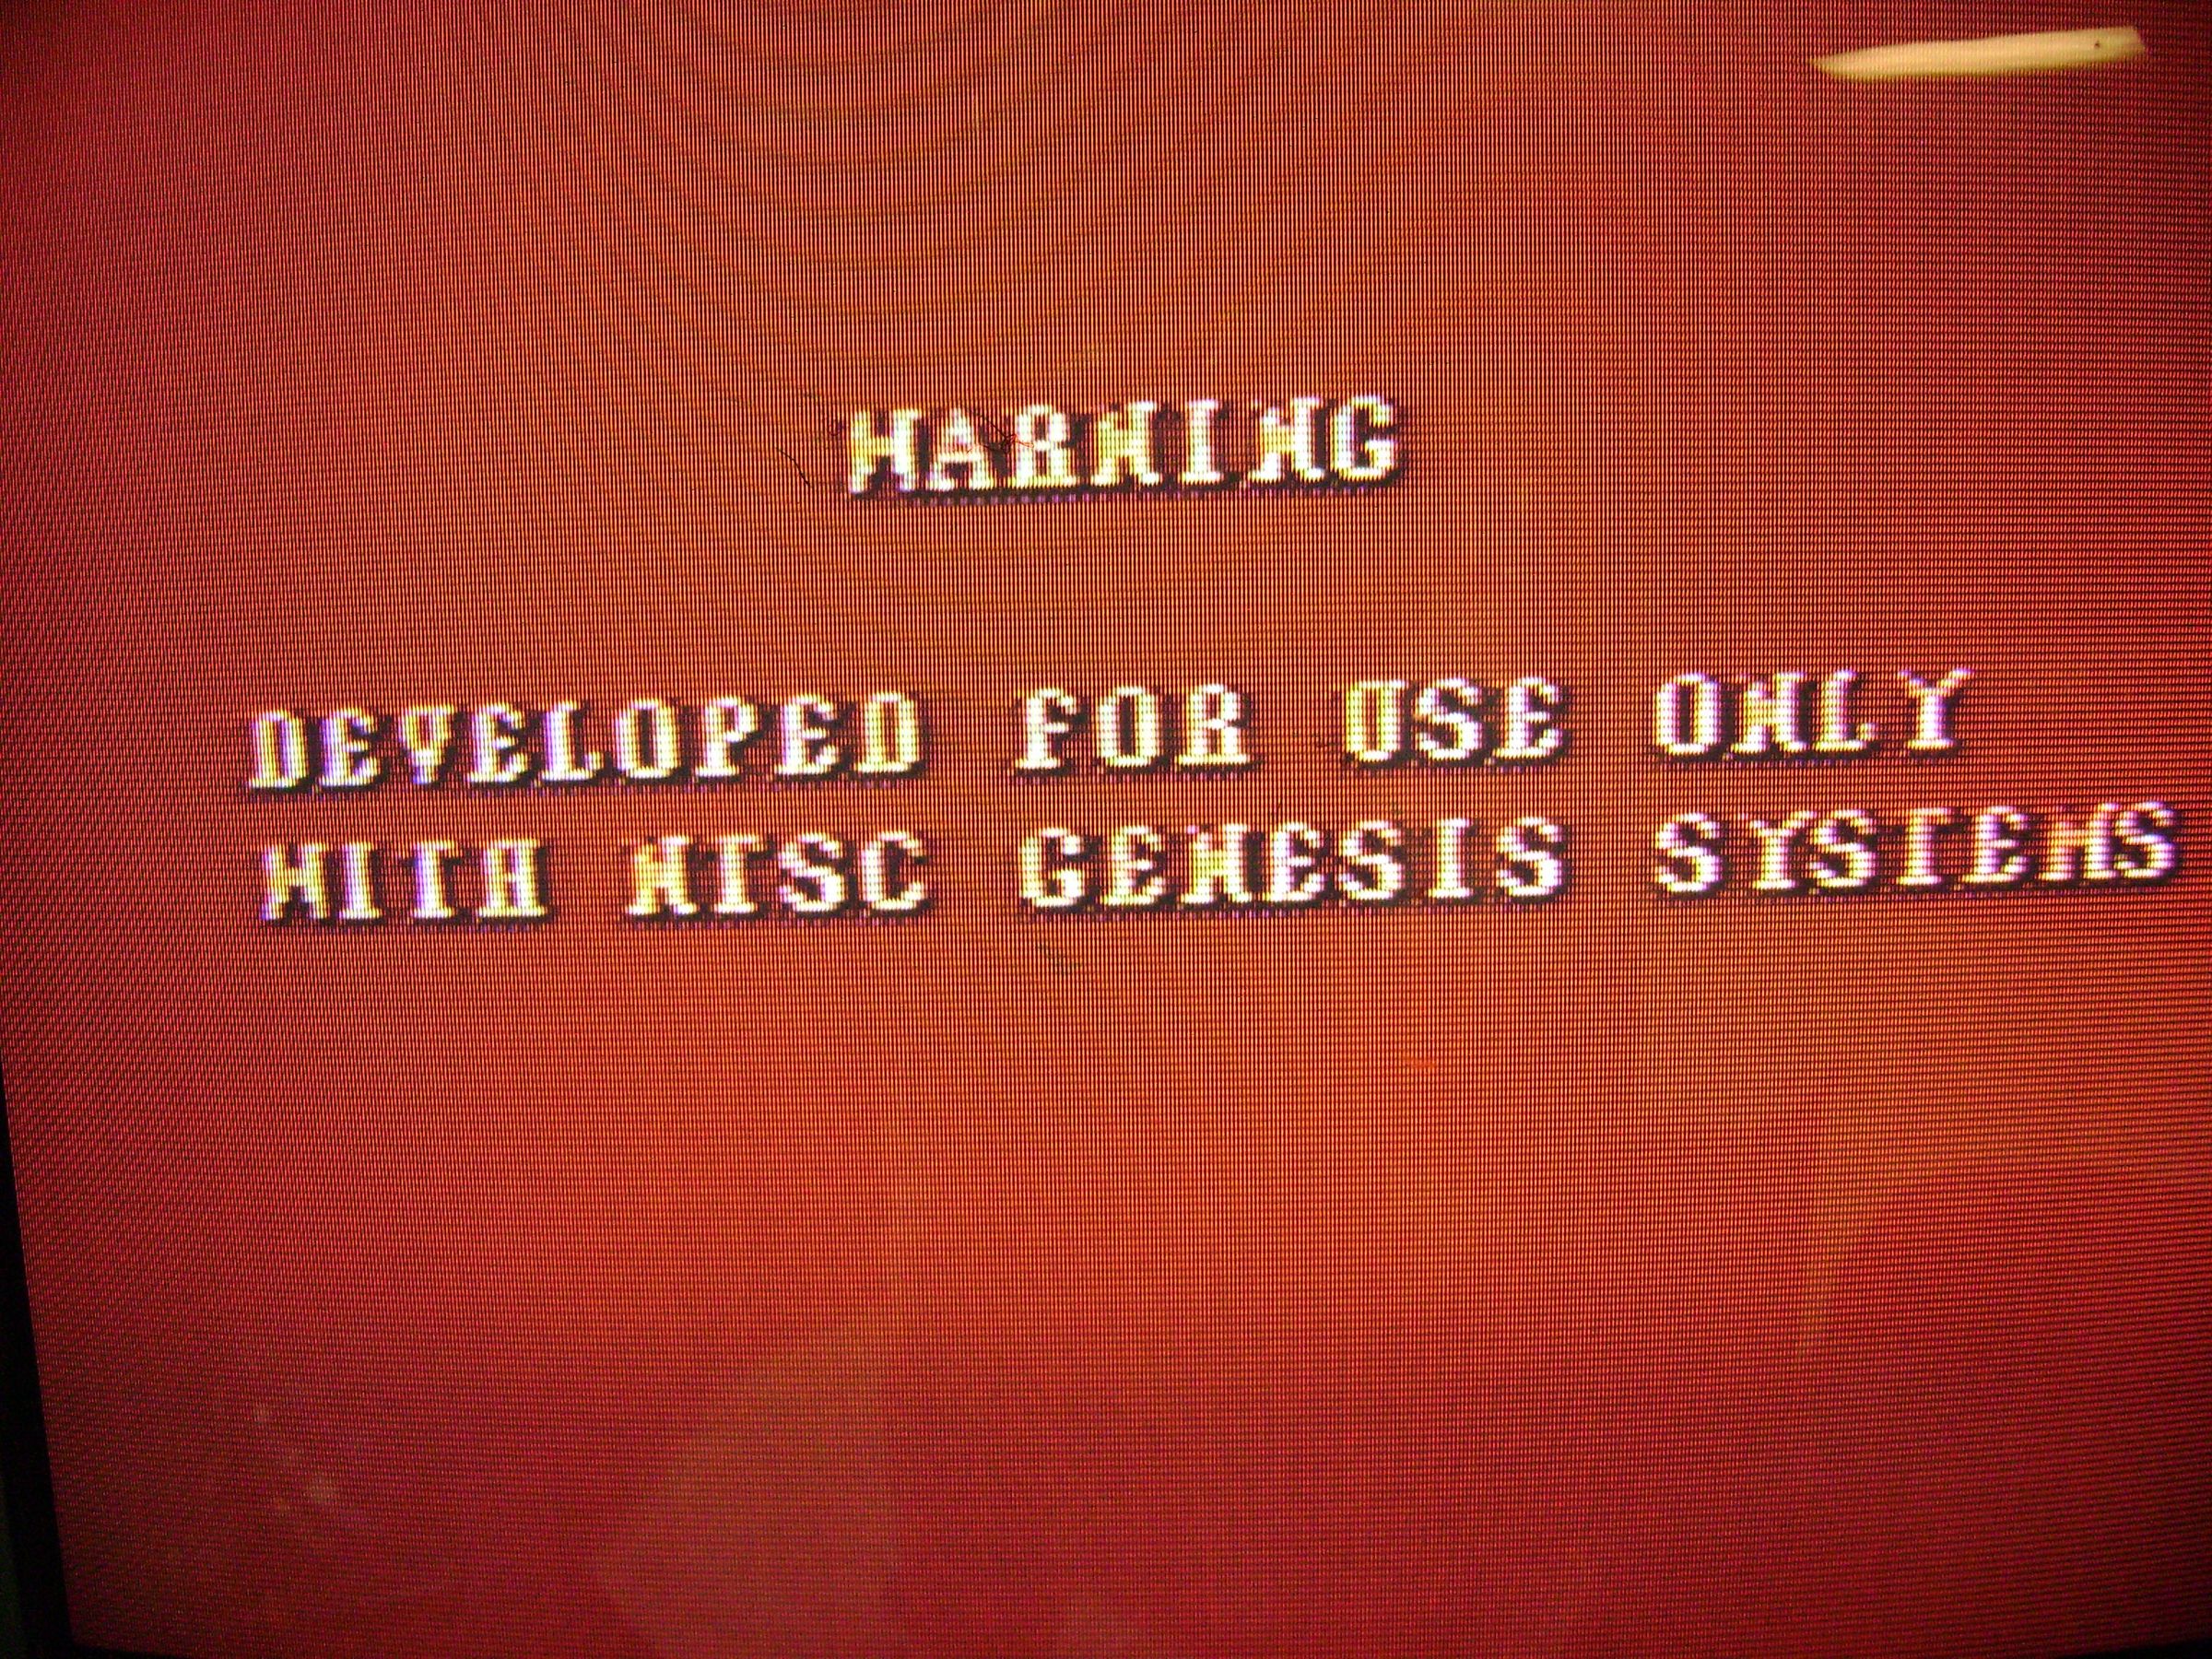 WARNING
DEVELOPED FOR USE ONLY
WITH NTSC GENESIS SYSTEMS